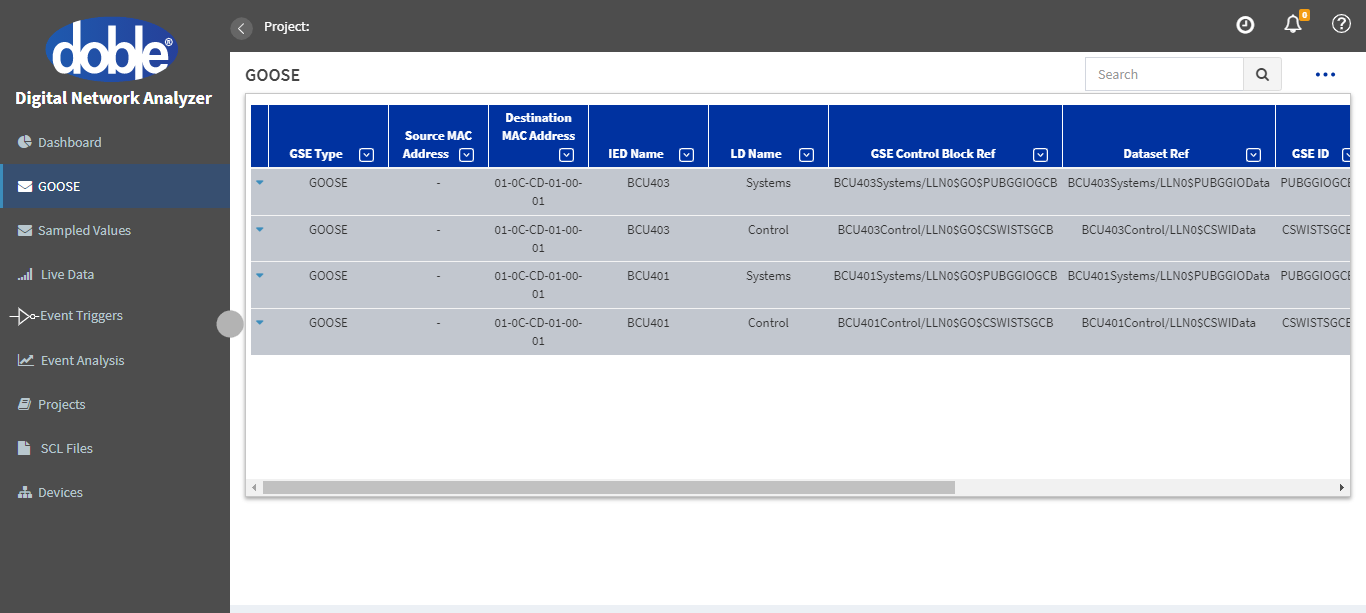 doble®
Digital Network Analyzer
Dashboard
GOOSE
Sampled Values
Live Data
Event Triggers
Event Analysis
Projects
SCL Files
Devices
Project:
0
GOOSE
Search
GSE Type
Source MAC
Address
Destination
MAC Address
IED Name
LD Name
GSE Control Block Ref
Dataset Ref
GSE ID
GOOSE - 01-0C-CD-01-00- BCU403 Systems BCU403Systems/LLN0$GO$PUBGGIOGCB BCU403Systems/LLN0$PUBGGIOData PUBGGIOGCB
01
GOOSE - 01-0C-CD-01-00- BCU403 Control BCU403Control/LLN0$GO$CSWISTSGCB BCU403Control/LLN0$CSWIData CSWISTSGCB
01
GOOSE - 01-0C-CD-01-00- BCU401 Systems BCU401Systems/LLN0$GO$PUBGGIOGCB BCU401Systems/LLN0$PUBGGIOData PUBGGIOGCB
01
GOOSE - 01-0C-CD-01-00- BCU401 Control BCU401Control/LLN0$GO$CSWISTSGCB BCU401Control/LLN0$CSWIData CSWISTSGCB
01